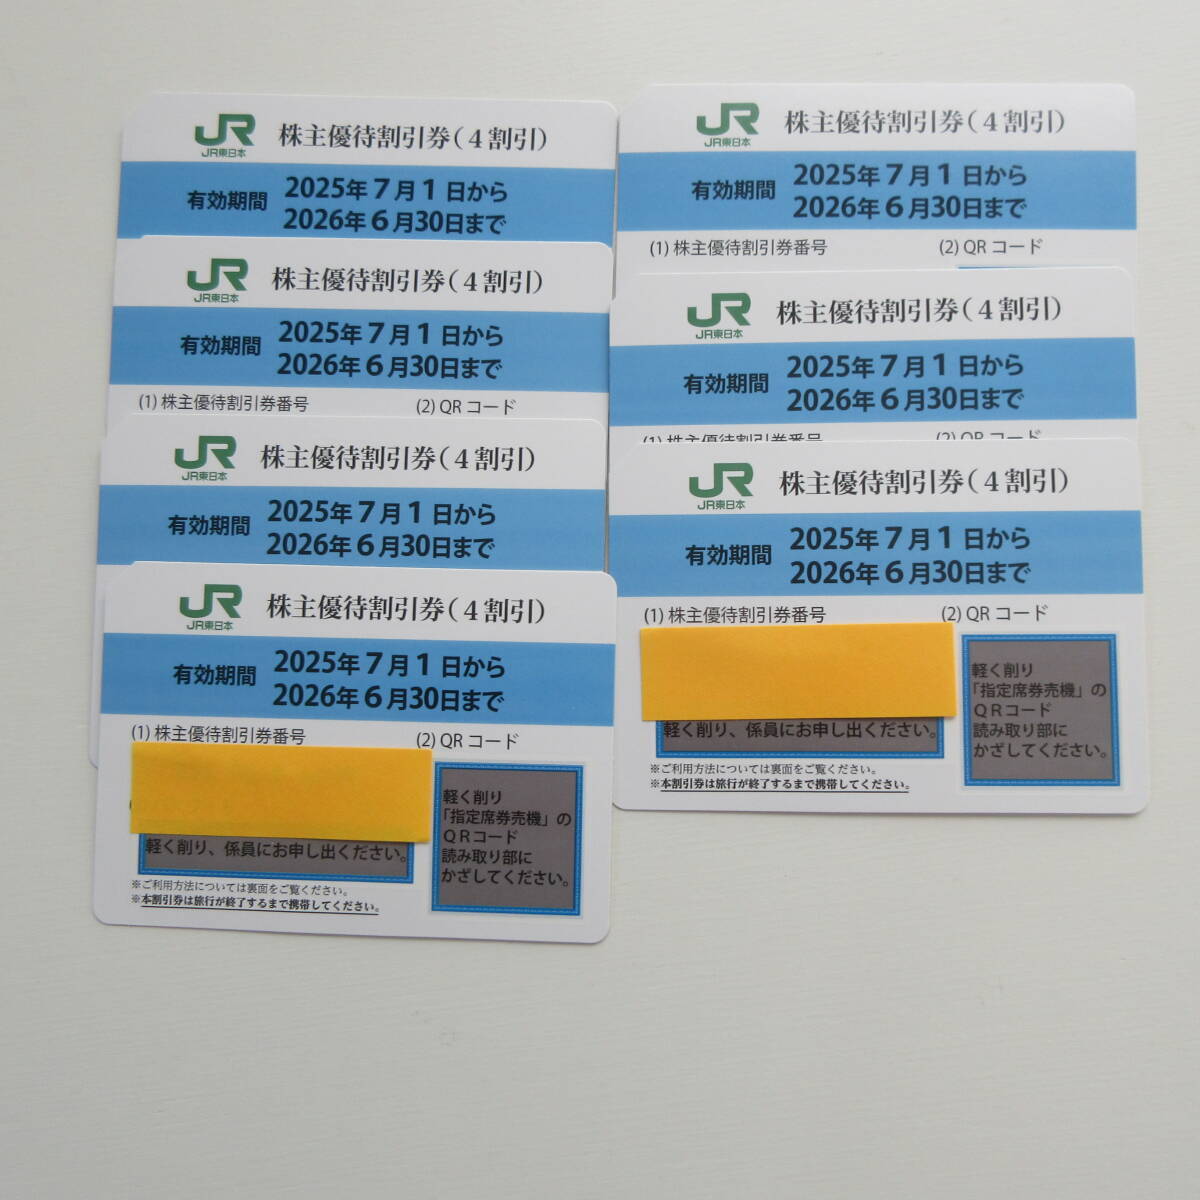 JR
JR東日本
株主優待割引券(4割引)
有効期間
2025年7月1日から
2026年6月30日まで
JR
JR東日本
株主優待割引券(4割引)
有効期間
2025年7月1日から
2026年6月30日まで
(1) 株主優待割引券番号
(2) QRコード
JR
JR東日本
株主優待割引券(4割引)
有効期間
2025年7月1日から
2026年6月30日まで
JR
JR東日本
株主優待割引券(4割引)
有効期間
2025年7月1日から
2026年6月30日まで
(1) 株主優待割引券番号
(2) QRコード
軽く削り、係員にお申し出ください。
軽く削り
「指定席券売機」の
QRコード
読み取り部に
かざしてください。
※ご利用方法については裏面をご覧ください。
※本割引券は旅行が終了するまで携帯してください。
JR
JR東日本
株主優待割引券(4割引)
有効期間
2025年7月1日から
2026年6月30日まで
(1) 株主優待割引券番号
(2) QRコード
JR
JR東日本
株主優待割引券(4割引)
有効期間
2025年7月1日から
2026年6月30日まで
(1) 株主優待割引券番号
(2) QRコード
JR
JR東日本
株主優待割引券(4割引)
有効期間
2025年7月1日から
2026年6月30日まで
(1) 株主優待割引券番号
(2) QRコード
軽く削り、係員にお申し出ください。
軽く削り
「指定席券売機」の
QRコード
読み取り部に
かざしてください。
※ご利用方法については裏面をご覧ください。
※本割引券は旅行が終了するまで携帯してください。